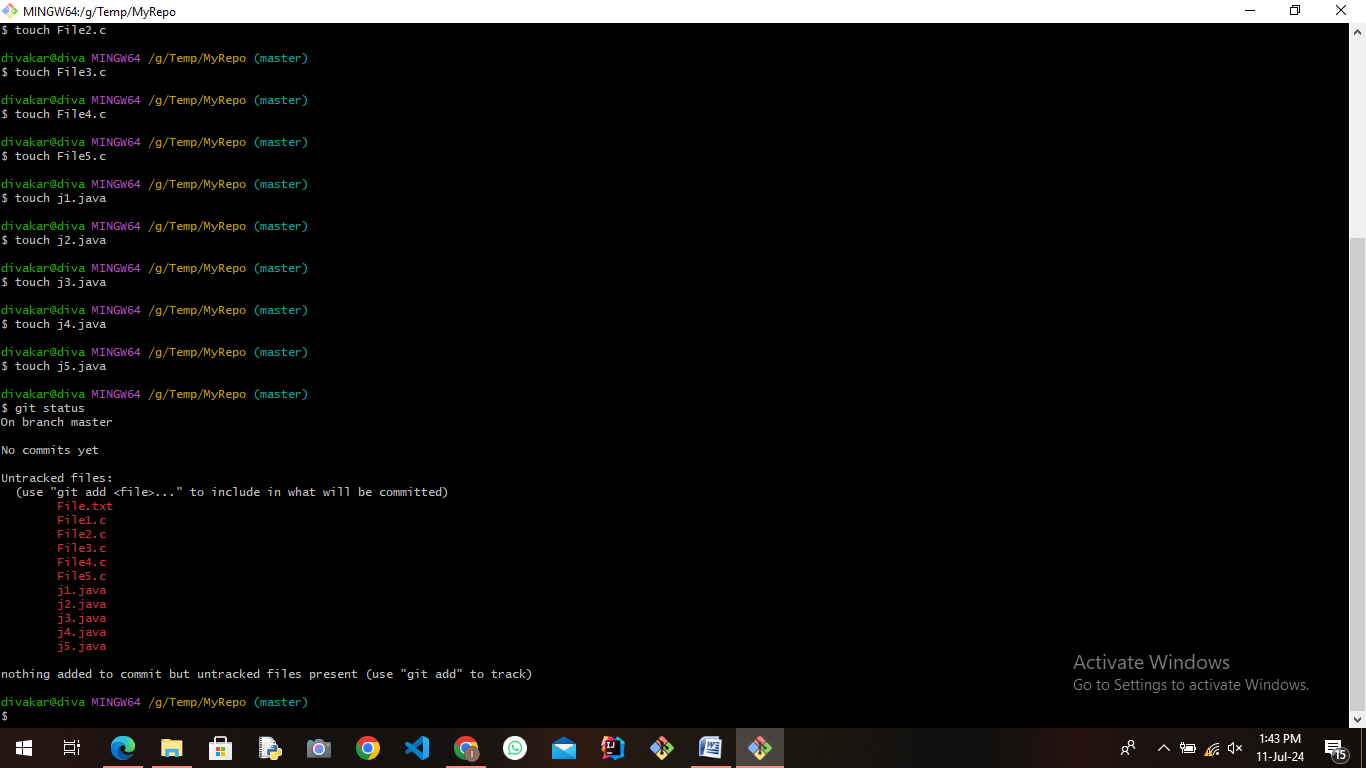 MINGW64:/g/Temp/MyRepo
$ touch File2.c
divakar@diva MINGW64 /g/Temp/MyRepo (master)
$ touch File3.c
divakar@diva MINGW64 /g/Temp/MyRepo (master)
$ touch File4.c
divakar@diva MINGW64 /g/Temp/MyRepo (master)
$ touch File5.c
divakar@diva MINGW64 /g/Temp/MyRepo (master)
$ touch j1.java
divakar@diva MINGW64 /g/Temp/MyRepo (master)
$ touch j2.java
divakar@diva MINGW64 /g/Temp/MyRepo (master)
$ touch j3.java
divakar@diva MINGW64 /g/Temp/MyRepo (master)
$ touch j4.java
divakar@diva MINGW64 /g/Temp/MyRepo (master)
$ touch j5.java
divakar@diva MINGW64 /g/Temp/MyRepo (master)
$ git status
On branch master
No commits yet
Untracked files:
(use "git add <file>..." to include in what will be committed)
File.txt
File1.c
File2.c
File3.c
File4.c
File5.c
j1.java
j2.java
j3.java
j4.java
j5.java
nothing added to commit but untracked files present (use "git add" to track)
divakar@diva MINGW64 /g/Temp/MyRepo (master)
$
Activate Windows
Go to Settings to activate Windows.
1:43 PM
11-Jul-24
15